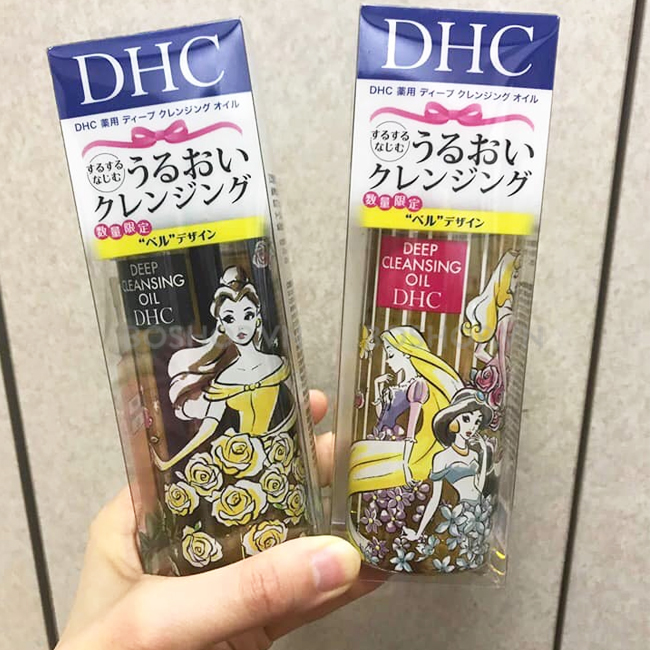 DHC
DHC 薬用 ディープ クレンジング オイル
するする
なじむ
うるおい
クレンジング
数量限定
"ベル"デザイン
DEEP
CLEANSING
OIL
DHC
DHC
DHC 薬用 ディープ クレンジング オイル
するする
なじむ
うるおい
クレンジング
数量限定
"ベル"デザイン
DEEP
CLEANSING
OIL
DHC